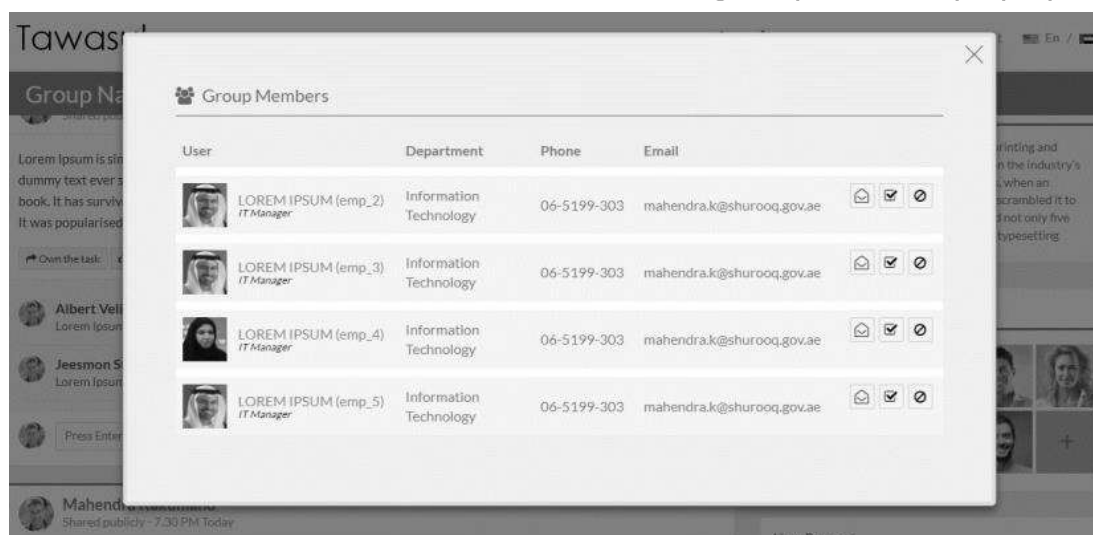 Tawas
En /
Group Na
Group Members
User Department Phone Email
LOREM IPSUM (emp_2)
IT Manager
Information
Technology
06-5199-303
mahendra.k@shurooq.gov.ae
LOREM IPSUM (emp_3)
IT Manager
Information
Technology
06-5199-303
mahendra.k@shurooq.gov.ae
LOREM IPSUM (emp_4)
IT Manager
Information
Technology
06-5199-303
mahendra.k@shurooq.gov.ae
LOREM IPSUM (emp_5)
IT Manager
Information
Technology
06-5199-303
mahendra.k@shurooq.gov.ae
Lorem Ipsum is sin
dummy text ever s
book. It has surviv
It was popularised
Own the task
Albert Veli
Lorem Ipsum
Jeesmon S
Lorem Ipsum
Press Enter
Mahendra
Shared publicly - 7.30 PM Today
rinting and
n the industry's
when an
scrambled it to
d not only five
typesetting